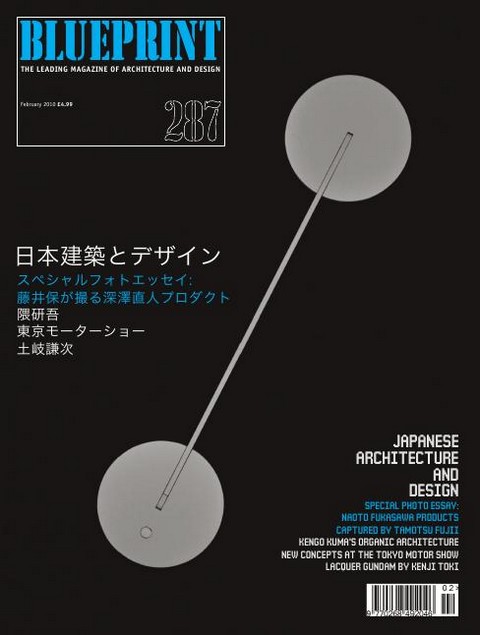 BLUEPRINT
THE LEADING MAGAZINE OF ARCHITECTURE AND DESIGN
February 2010 £4.99
287
日本建築とデザイン
スペシャルフォトエッセイ:
藤井保が撮る深澤直人プロダクト
隈研吾
東京モーターショー
土岐謙次
JAPANESE
ARCHITECTURE
AND
DESIGN
SPECIAL PHOTO ESSAY:
NAOTO FUKASAWA PRODUCTS
CAPTURED BY TAMOTSU FUJII
KENGO KUMA'S ORGANIC ARCHITECTURE
NEW CONCEPTS AT THE TOKYO MOTOR SHOW
LACQUER GUNDAM BY KENJI TOKI
02>
9 770268 492048